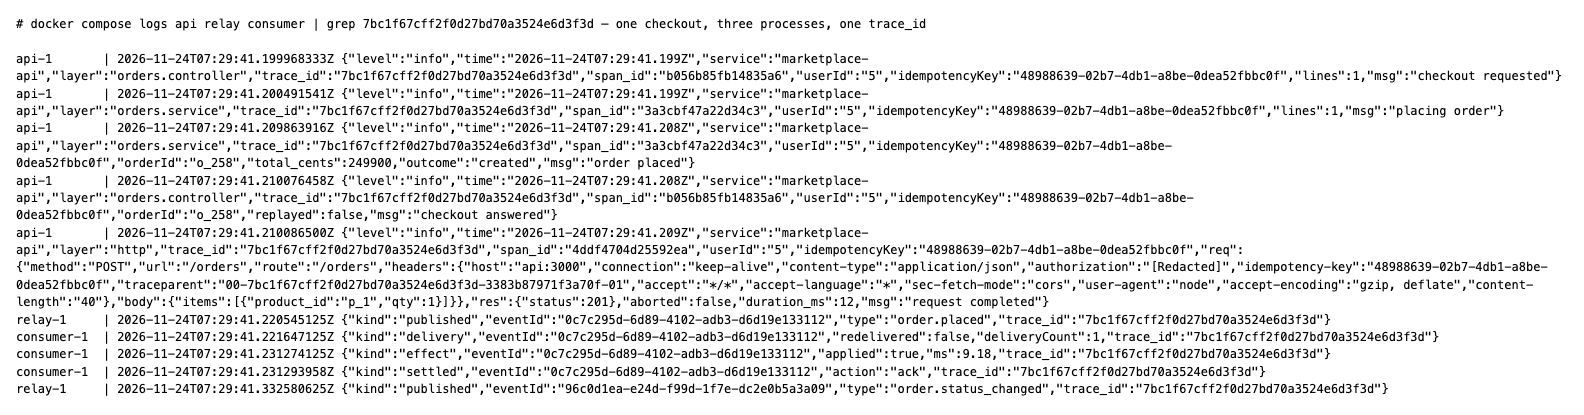 # docker compose logs api relay consumer | grep 7bc1f67cff2f0d27bd70a3524e6d3f3d — one checkout, three processes, one trace_id
api-1      | 2026-11-24T07:29:41.199968333Z {"level":"info","time":"2026-11-24T07:29:41.199Z","service":"marketplace-
api","layer":"orders.controller","trace_id":"7bc1f67cff2f0d27bd70a3524e6d3f3d","span_id":"b056b85fb14835a6","userId":"5","idempotencyKey":"48988639-02b7-4db1-a8be-0dea52fbbc0f","lines":1,"msg":"checkout requested"}
api-1      | 2026-11-24T07:29:41.200491541Z {"level":"info","time":"2026-11-24T07:29:41.199Z","service":"marketplace-
api","layer":"orders.service","trace_id":"7bc1f67cff2f0d27bd70a3524e6d3f3d","span_id":"3a3cbf47a22d34c3","userId":"5","idempotencyKey":"48988639-02b7-4db1-a8be-0dea52fbbc0f","lines":1,"msg":"placing order"}
api-1      | 2026-11-24T07:29:41.209863916Z {"level":"info","time":"2026-11-24T07:29:41.208Z","service":"marketplace-
api","layer":"orders.service","trace_id":"7bc1f67cff2f0d27bd70a3524e6d3f3d","span_id":"3a3cbf47a22d34c3","userId":"5","idempotencyKey":"48988639-02b7-4db1-a8be-
0dea52fbbc0f","orderId":"o_258","total_cents":249900,"outcome":"created","msg":"order placed"}
api-1      | 2026-11-24T07:29:41.210076458Z {"level":"info","time":"2026-11-24T07:29:41.208Z","service":"marketplace-
api","layer":"orders.controller","trace_id":"7bc1f67cff2f0d27bd70a3524e6d3f3d","span_id":"b056b85fb14835a6","userId":"5","idempotencyKey":"48988639-02b7-4db1-a8be-
0dea52fbbc0f","orderId":"o_258","replayed":false,"msg":"checkout answered"}
api-1      | 2026-11-24T07:29:41.210086500Z {"level":"info","time":"2026-11-24T07:29:41.209Z","service":"marketplace-
api","layer":"http","trace_id":"7bc1f67cff2f0d27bd70a3524e6d3f3d","span_id":"4ddf4704d25592ea","userId":"5","idempotencyKey":"48988639-02b7-4db1-a8be-0dea52fbbc0f","req":
{"method":"POST","url":"/orders","route":"/orders","headers":{"host":"api:3000","connection":"keep-alive","content-type":"application/json","authorization":"[Redacted]","idempotency-key":"48988639-02b7-4db1-a8be-
0dea52fbbc0f","traceparent":"00-7bc1f67cff2f0d27bd70a3524e6d3f3d-3383b87971f3a70f-01","accept":"*/*","accept-language":"*","sec-fetch-mode":"cors","user-agent":"node","accept-encoding":"gzip, deflate","content-
length":"40"},"body":{"items":[{"product_id":"p_1","qty":1}]}},"res":{"status":201},"aborted":false,"duration_ms":12,"msg":"request completed"}
relay-1    | 2026-11-24T07:29:41.220545125Z {"kind":"published","eventId":"0c7c295d-6d89-4102-adb3-d6d19e133112","type":"order.placed","trace_id":"7bc1f67cff2f0d27bd70a3524e6d3f3d"}
consumer-1  | 2026-11-24T07:29:41.221647125Z {"kind":"delivery","eventId":"0c7c295d-6d89-4102-adb3-d6d19e133112","redelivered":false,"deliveryCount":1,"trace_id":"7bc1f67cff2f0d27bd70a3524e6d3f3d"}
consumer-1  | 2026-11-24T07:29:41.231274125Z {"kind":"effect","eventId":"0c7c295d-6d89-4102-adb3-d6d19e133112","applied":true,"ms":9.18,"trace_id":"7bc1f67cff2f0d27bd70a3524e6d3f3d"}
consumer-1  | 2026-11-24T07:29:41.231293958Z {"kind":"settled","eventId":"0c7c295d-6d89-4102-adb3-d6d19e133112","action":"ack","trace_id":"7bc1f67cff2f0d27bd70a3524e6d3f3d"}
relay-1    | 2026-11-24T07:29:41.332580625Z {"kind":"published","eventId":"96c0d1ea-e24d-f99d-1f7e-dc2e0b5a3a09","type":"order.status_changed","trace_id":"7bc1f67cff2f0d27bd70a3524e6d3f3d"}